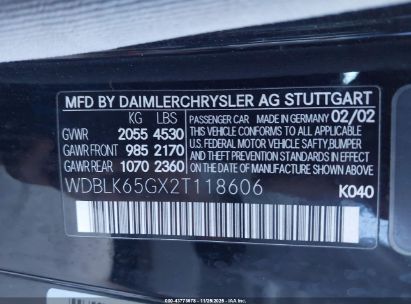 MFD BY DAIMLERCHRYSLER AG STUTTGART
KG LBS
GVWR 2055 4530
GAWR FRONT 985 2170
GAWR REAR 1070 2360
PASSENGER CAR MADE IN GERMANY 02/02
THIS VEHICLE CONFORMS TO ALL APPLICABLE
U.S. FEDERAL MOTOR VEHICLE SAFETY,BUMPER
AND THEFT PREVENTION STANDARDS IN EFFECT
ON THE DATE OF MANUFACTURE SHOWN ABOVE
WDBLK65GX2T118606
K040